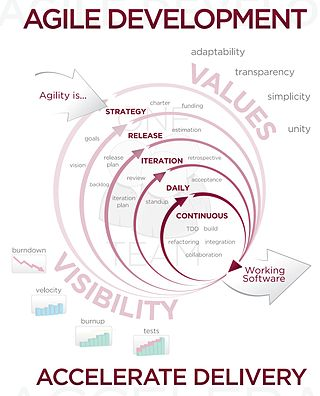 AGILE DEVELOPMENT
adaptability
transparency
simplicity
unity
VALUES
Agility is...
STRATEGY
charter
funding
goals
vision
RELEASE
estimation
release
plan
backlog
ITERATION
retrospective
review
iteration
plan
DAILY
acceptance
standup
CONTINUOUS
TDD
build
refactoring
integration
collaboration
ONE
TEAM
Working
Software
VISIBILITY
burndown
velocity
burnup
tests
ACCELERATE DELIVERY